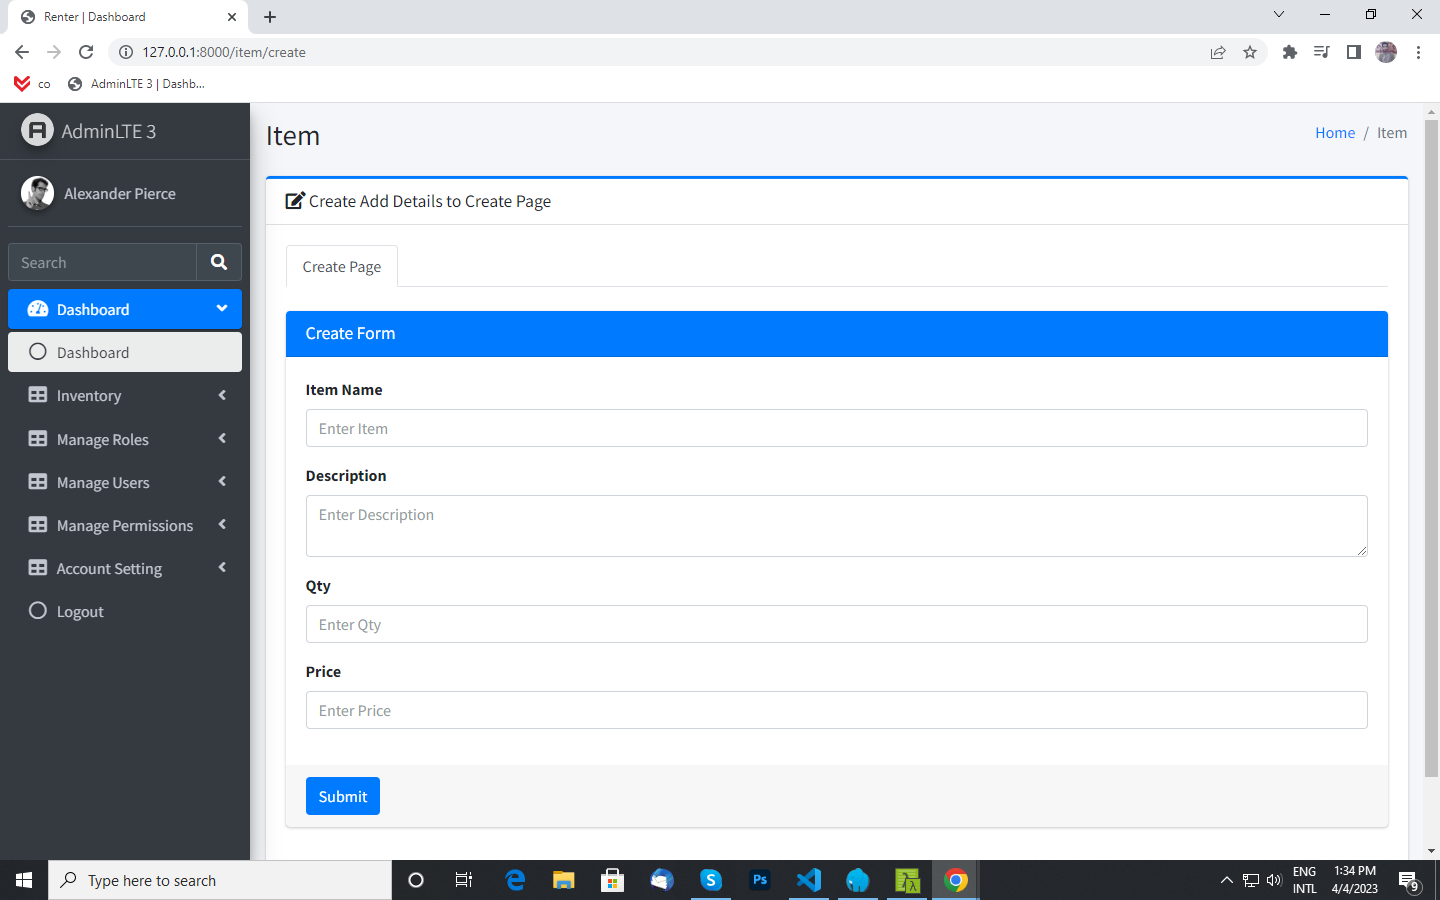 Renter | Dashboard
127.0.0.1:8000/item/create
co
AdminLTE 3 | Dashb...
AdminLTE 3
Alexander Pierce
Search
Dashboard
Dashboard
Inventory
Manage Roles
Manage Users
Manage Permissions
Account Setting
Logout
Item
Home / Item
Create Add Details to Create Page
Create Page
Create Form
Item Name
Enter Item
Description
Enter Description
Qty
Enter Qty
Price
Enter Price
Submit
Type here to search
S
Ps
λ
ENG
INTL
1:34 PM
4/4/2023
9